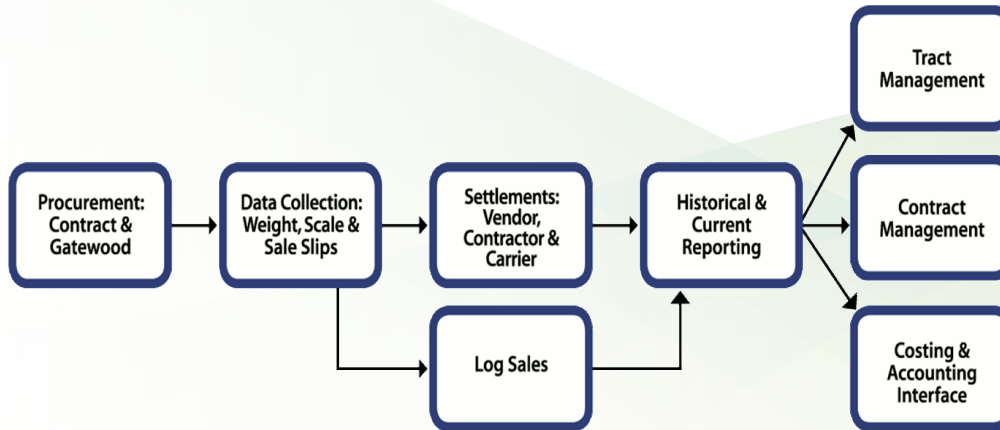 Procurement:
Contract &
Gatewood
Data Collection:
Weight, Scale &
Sale Slips
Settlements:
Vendor,
Contractor &
Carrier
Log Sales
Historical &
Current
Reporting
Tract
Management
Contract
Management
Costing &
Accounting
Interface